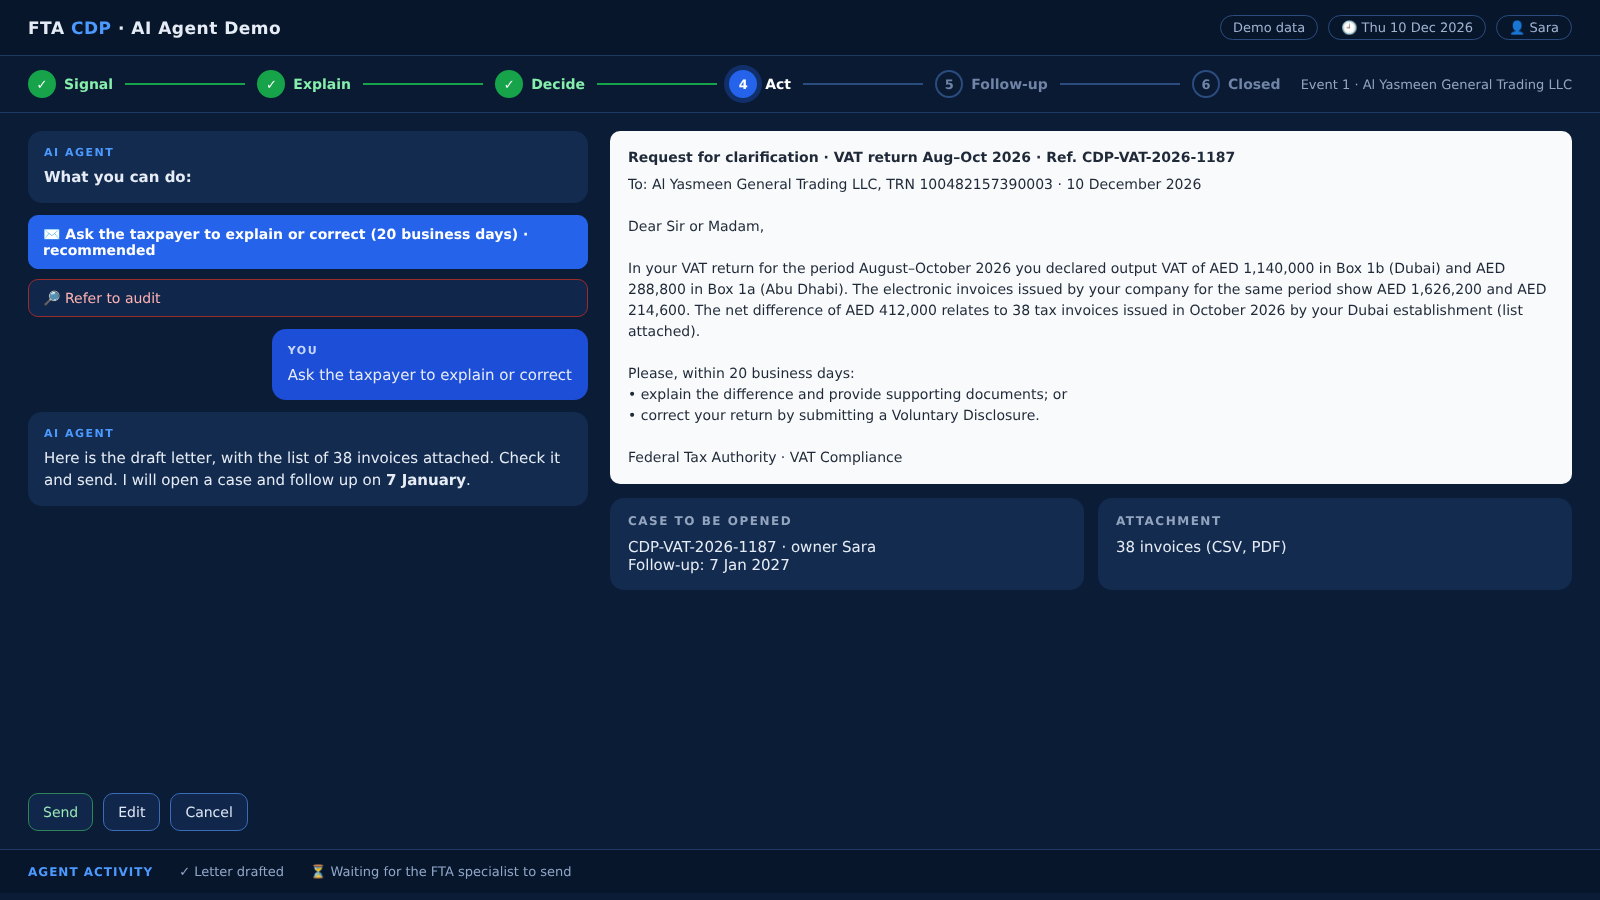 FTA CDP · AI Agent Demo
Demo data
🕘 Thu 10 Dec 2026
👤 Sara
✓ Signal
✓ Explain
✓ Decide
4 Act
5 Follow-up
6 Closed
Event 1 · Al Yasmeen General Trading LLC
AI AGENT
What you can do:
✉️ Ask the taxpayer to explain or correct (20 business days) ·
recommended
🔎 Refer to audit
YOU
Ask the taxpayer to explain or correct
AI AGENT
Here is the draft letter, with the list of 38 invoices attached. Check it
and send. I will open a case and follow up on 7 January.
Send
Edit
Cancel
Request for clarification · VAT return Aug–Oct 2026 · Ref. CDP-VAT-2026-1187
To: Al Yasmeen General Trading LLC, TRN 100482157390003 · 10 December 2026
Dear Sir or Madam,
In your VAT return for the period August–October 2026 you declared output VAT of AED 1,140,000 in Box 1b (Dubai) and AED
288,800 in Box 1a (Abu Dhabi). The electronic invoices issued by your company for the same period show AED 1,626,200 and AED
214,600. The net difference of AED 412,000 relates to 38 tax invoices issued in October 2026 by your Dubai establishment (list
attached).
Please, within 20 business days:
• explain the difference and provide supporting documents; or
• correct your return by submitting a Voluntary Disclosure.
Federal Tax Authority · VAT Compliance
CASE TO BE OPENED
CDP-VAT-2026-1187 · owner Sara
Follow-up: 7 Jan 2027
ATTACHMENT
38 invoices (CSV, PDF)
AGENT ACTIVITY
✓ Letter drafted
⏳ Waiting for the FTA specialist to send